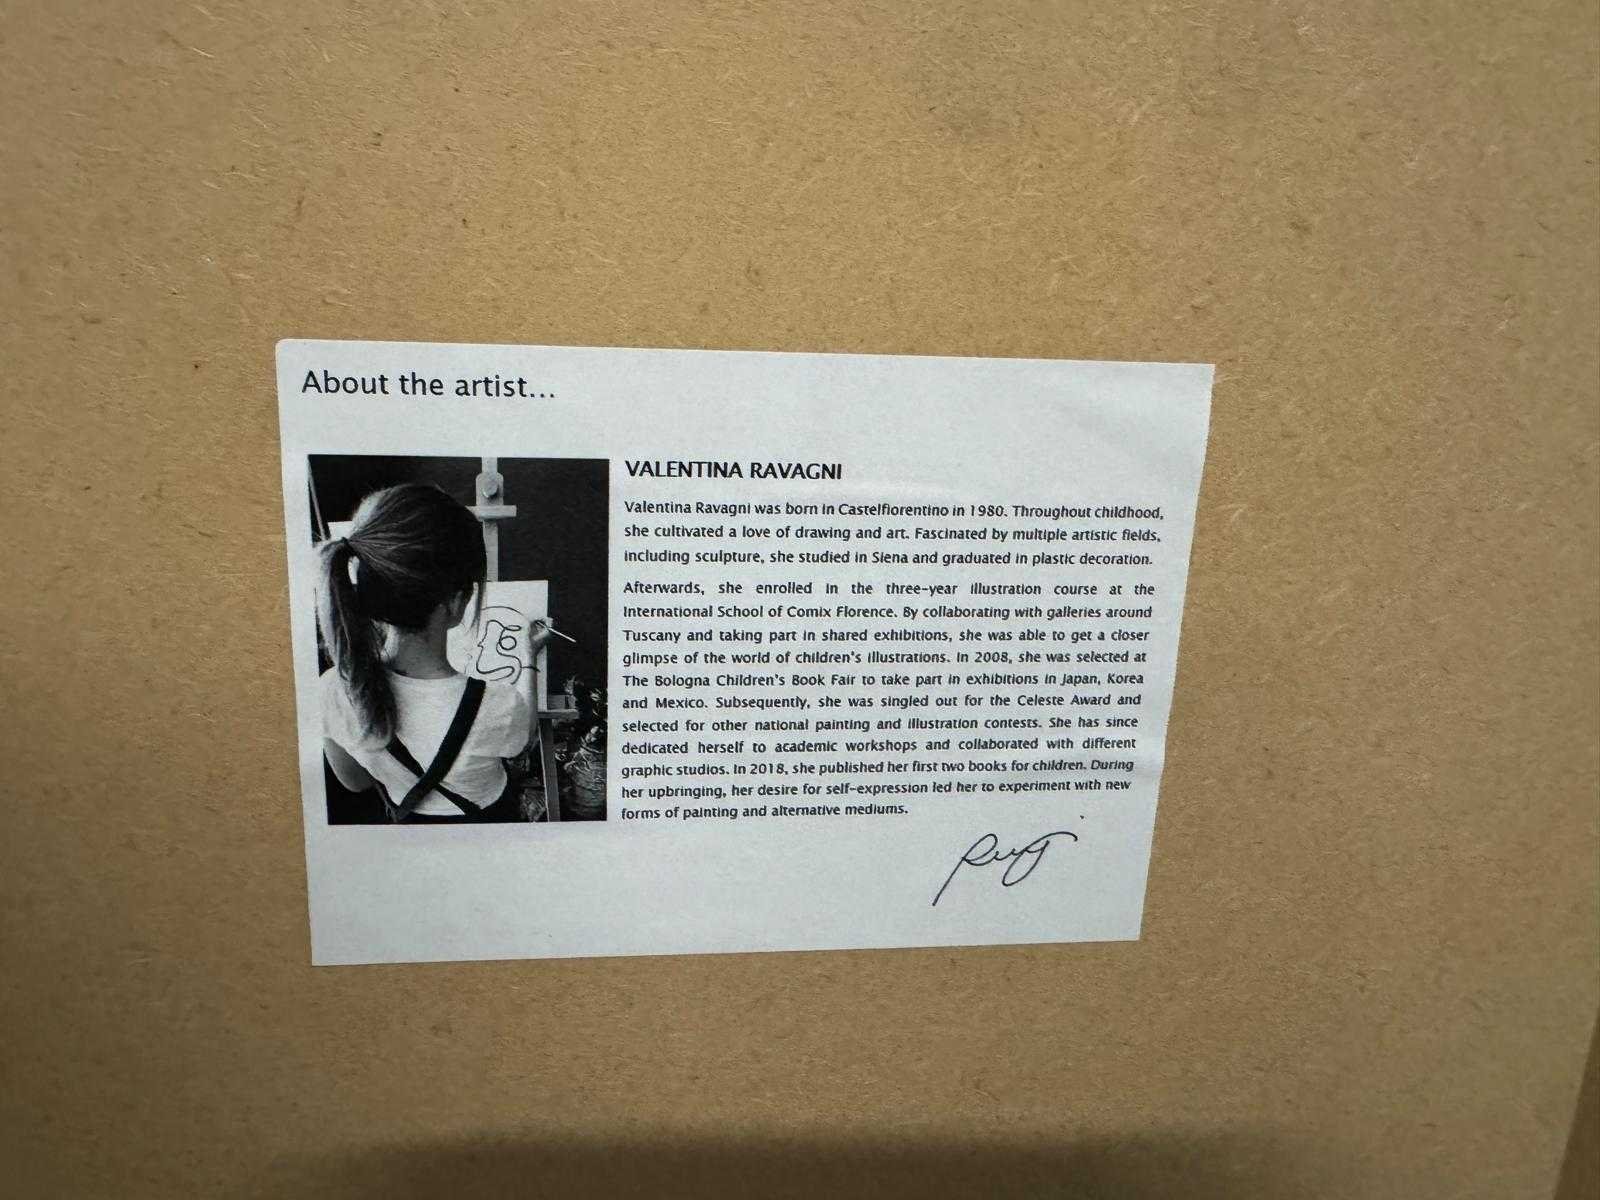 About the artist...
VALENTINA RAVAGNI
Valentina Ravagni was born in Castelfiorentino in 1980. Throughout childhood,
she cultivated a love of drawing and art. Fascinated by multiple artistic fields,
including sculpture, she studied in Siena and graduated in plastic decoration.
Afterwards, she enrolled in the three-year illustration course at the
International School of Comix Florence. By collaborating with galleries around
Tuscany and taking part in shared exhibitions, she was able to get a closer
glimpse of the world of children's illustrations. In 2008, she was selected at
The Bologna Children's Book Fair to take part in exhibitions in Japan, Korea
and Mexico. Subsequently, she was singled out for the Celeste Award and
selected for other national painting and illustration contests. She has since
dedicated herself to academic workshops and collaborated with different
graphic studios. In 2018, she published her first two books for children. During
her upbringing, her desire for self-expression led her to experiment with new
forms of painting and alternative mediums.